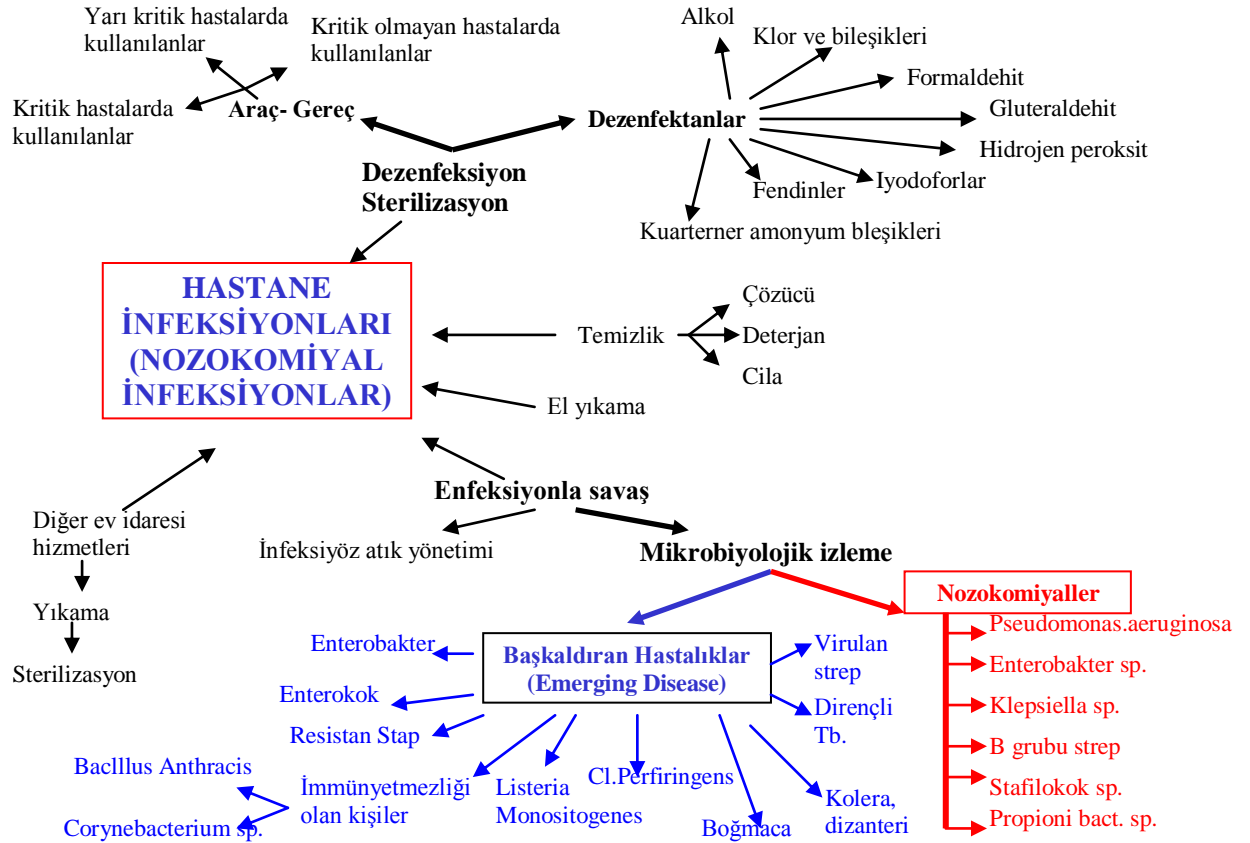 Yarı kritik hastalarda
kullanılanlar
Kritik olmayan hastalarda
kullanılanlar
Kritik hastalarda
kullanılanlar
Araç- Gereç
Alkol
Klor ve bileşikleri
Formaldehit
Gluteraldehit
Hidrojen peroksit
Iyodoforlar
Fendinler
Kuarterner amonyum bleşikleri
Dezenfektanlar
Dezenfeksiyon
Sterilizasyon
HASTANE
İNFEKSİYONLARI
(NOZOKOMİYAL
İNFEKSİYONLAR)
Temizlik
Çözücü
Deterjan
Cila
El yıkama
Enfeksiyonla savaş
Diğer ev idaresi
hizmetleri
Yıkama
Sterilizasyon
İnfeksiyöz atık yönetimi
Mikrobiyolojik izleme
Nozokomiyaller
Pseudomonas.aeruginosa
Enterobakter sp.
Klepsiella sp.
B grubu strep
Stafilokok sp.
Propioni bact. sp.
Başkaldıran Hastalıklar
(Emerging Disease)
Enterobakter
Enterokok
Resistan Stap
Virulan
strep
Dirençli
Tb.
Baclllus Anthracis
Corynebacterium sp.
İmmünyetmezliği
olan kişiler
Listeria
Monositogenes
Cl.Perfiringens
Boğmaca
Kolera,
dizanteri